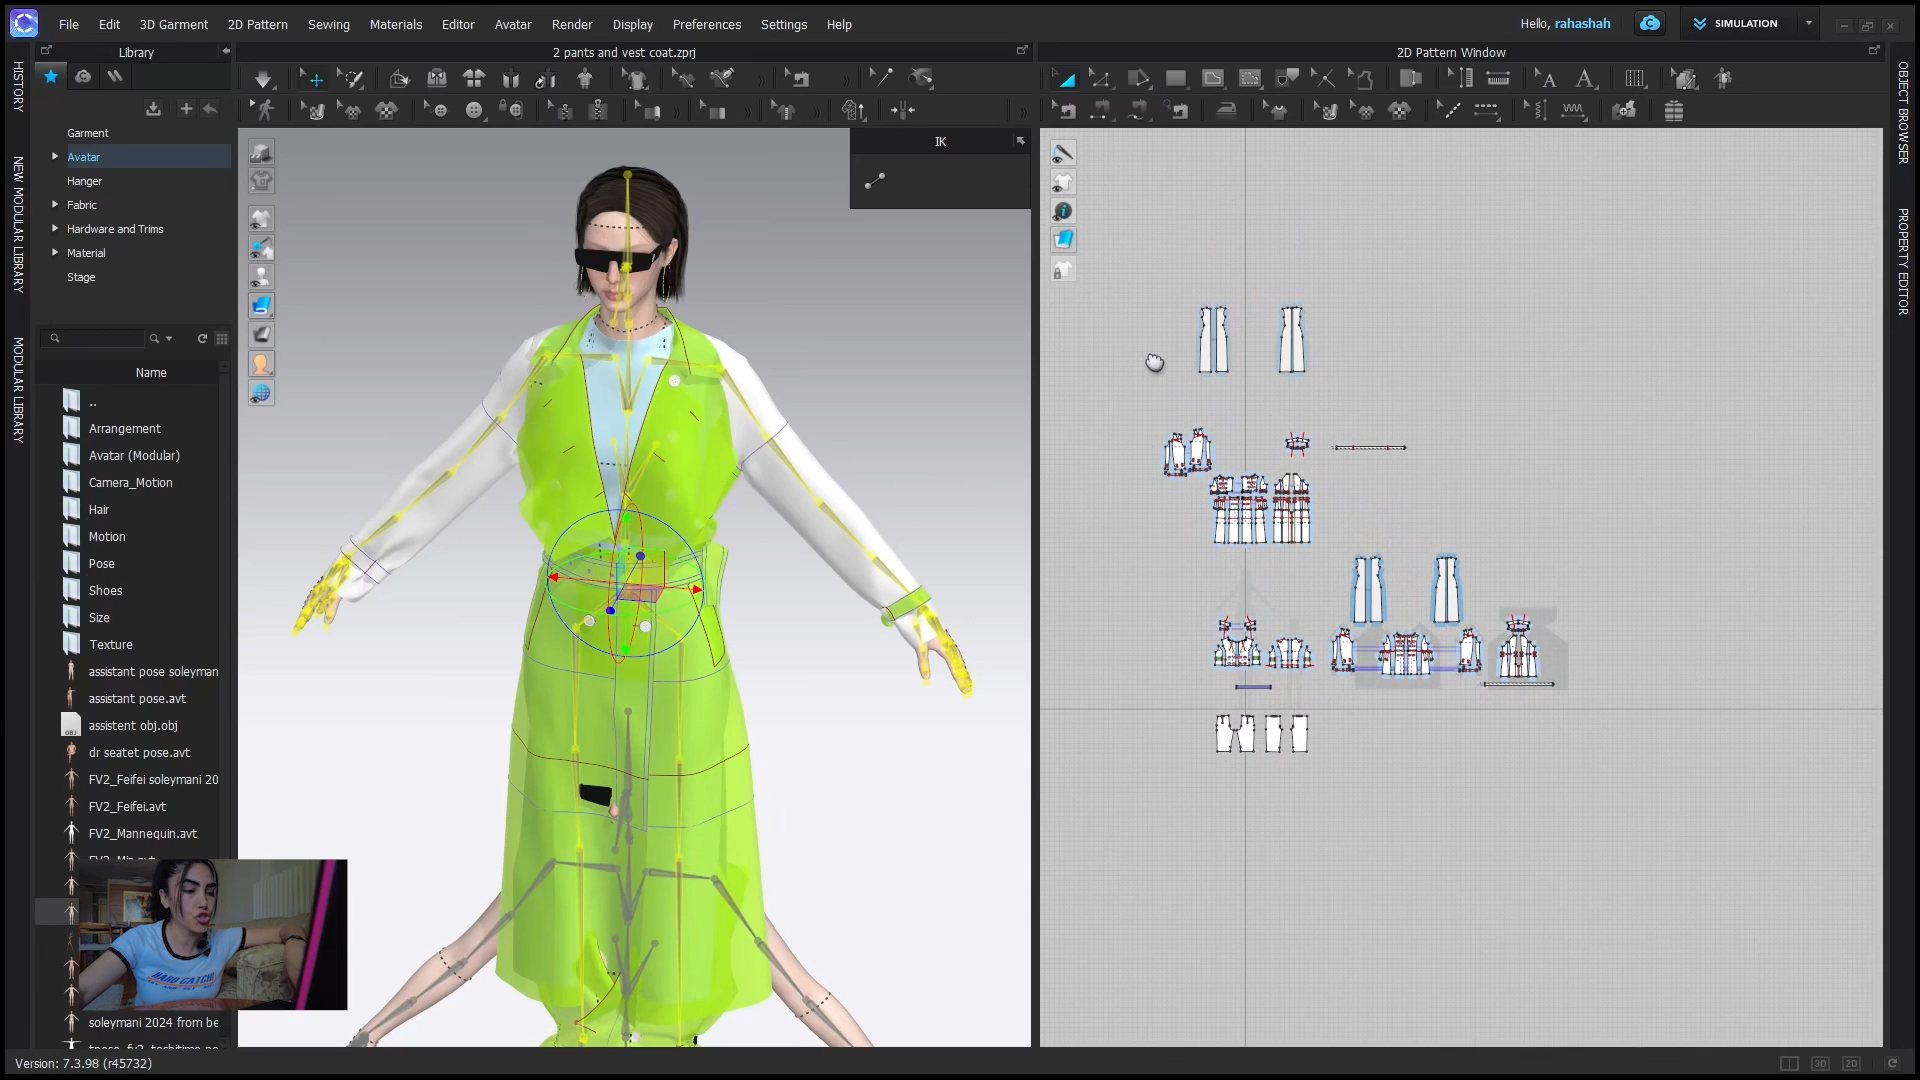 File Edit 3D Garment 2D Pattern Sewing Materials Editor Avatar Render Display Preferences Settings Help
Hello, rahashah
SIMULATION
Library
2 pants and vest coat.zprj
2D Pattern Window
HISTORY
NEW MODULAR LIBRARY
MODULAR LIBRARY
OBJECT BROWSER
PROPERTY EDITOR
IK
Garment
Avatar
Hanger
Fabric
Hardware and Trims
Material
Stage
Name
..
Arrangement
Avatar (Modular)
Camera_Motion
Hair
Motion
Pose
Shoes
Size
Texture
assistant pose soleyman
assistant pose.avt
assistent obj.obj
dr seatet pose.avt
FV2_Feifei soleymani 20
FV2_Feifei.avt
FV2_Mannequin.avt
soleymani 2024 from be
Version: 7.3.98 (r45732)
3D
2D